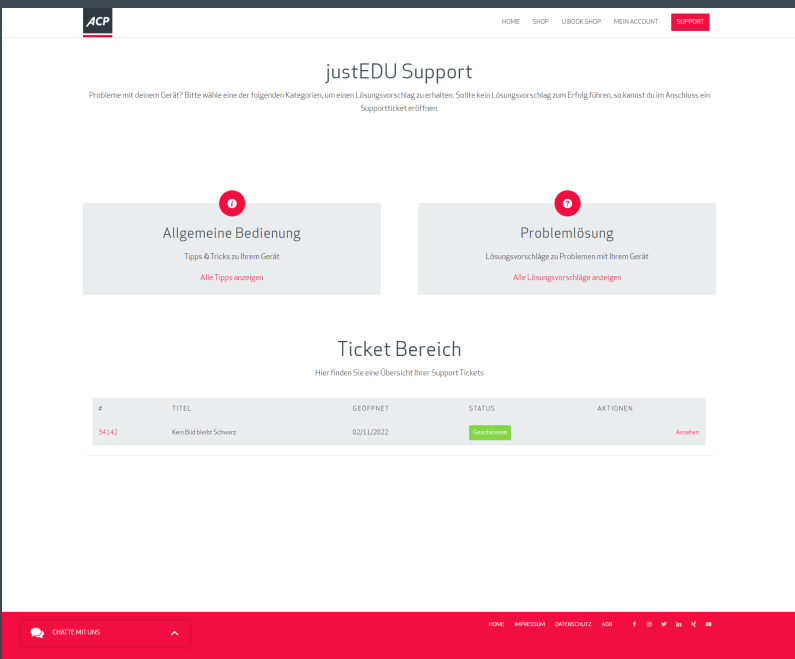 ACP
HOME SHOP U:BOOK SHOP MEIN ACCOUNT SUPPORT
justEDU Support
Probleme mit deinem Gerät? Bitte wähle eine der folgenden Kategorien, um einen Lösungsvorschlag zu erhalten. Sollte kein Lösungsvorschlag zum Erfolg führen, so kannst du im Anschluss ein
Supportticket eröffnen.
Allgemeine Bedienung
Tipps & Tricks zu Ihrem Gerät
Alle Tipps anzeigen
Problemlösung
Lösungsvorschläge zu Problemen mit Ihrem Gerät
Alle Lösungsvorschläge anzeigen
Ticket Bereich
Hier finden Sie eine Übersicht Ihrer Support Tickets
# TITEL GEÖFFNET STATUS AKTIONEN
34142 Kein Bild bleibt Schwarz 02/11/2022 Geschlossen Ansehen
HOME IMPRESSUM DATENSCHUTZ AGB
CHATTE MIT UNS